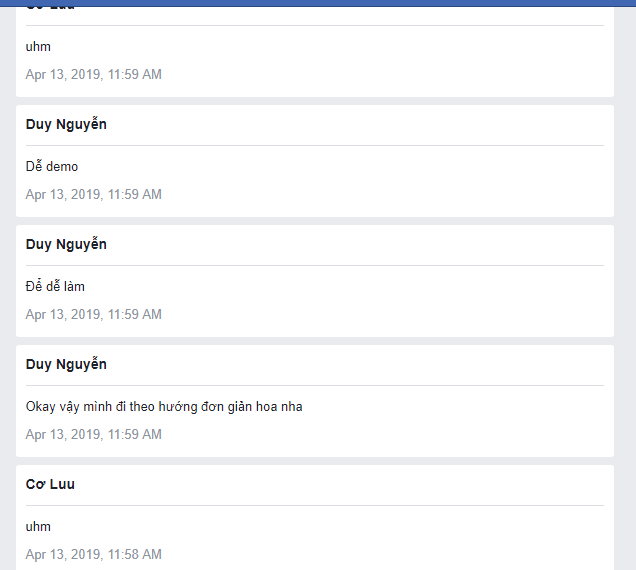 Cơ Luu
uhm
Apr 13, 2019, 11:59 AM
Duy Nguyễn
Dễ demo
Apr 13, 2019, 11:59 AM
Duy Nguyễn
Để dễ làm
Apr 13, 2019, 11:59 AM
Duy Nguyễn
Okay vậy mình đi theo hướng đơn giản hoa nha
Apr 13, 2019, 11:59 AM
Cơ Luu
uhm
Apr 13, 2019, 11:58 AM